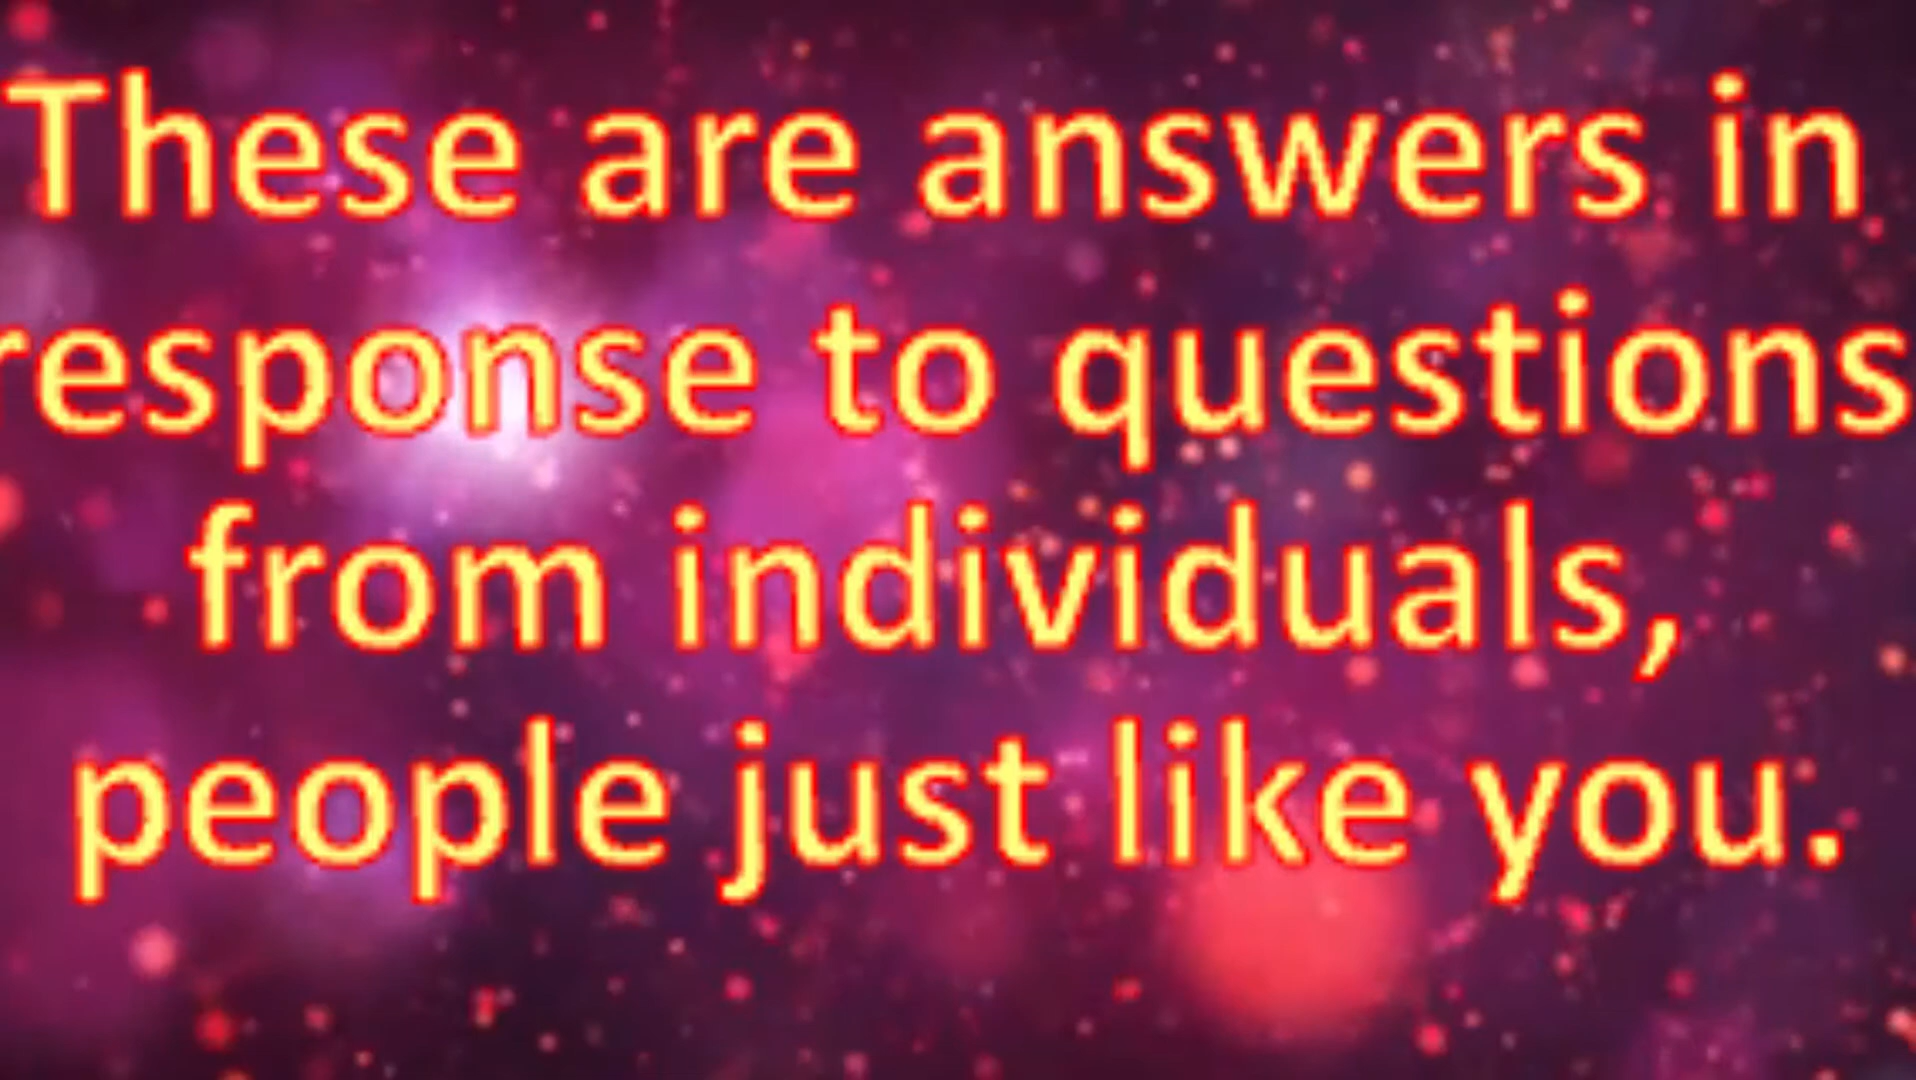 These are answers in
response to questions
from individuals,
people just like you.